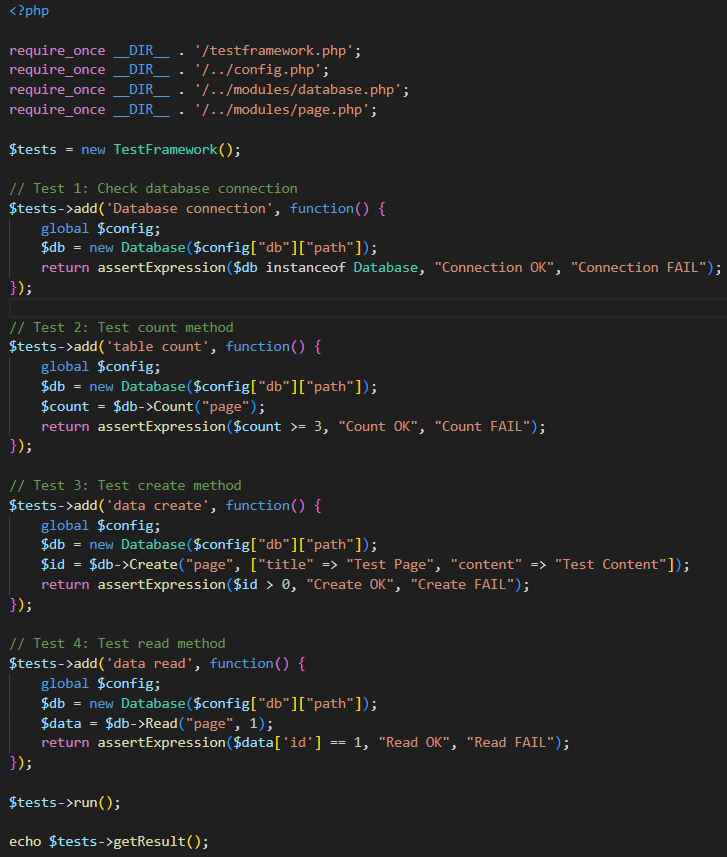 <?php
require_once __DIR__ . '/testframework.php';
require_once __DIR__ . '/../config.php';
require_once __DIR__ . '/../modules/database.php';
require_once __DIR__ . '/../modules/page.php';
$tests = new TestFramework();
// Test 1: Check database connection
$tests->add('Database connection', function() {
    global $config;
    $db = new Database($config["db"]["path"]);
    return assertExpression($db instanceof Database, "Connection OK", "Connection FAIL");
});
// Test 2: Test count method
$tests->add('table count', function() {
    global $config;
    $db = new Database($config["db"]["path"]);
    $count = $db->Count("page");
    return assertExpression($count >= 3, "Count OK", "Count FAIL");
});
// Test 3: Test create method
$tests->add('data create', function() {
    global $config;
    $db = new Database($config["db"]["path"]);
    $id = $db->Create("page", ["title" => "Test Page", "content" => "Test Content"]);
    return assertExpression($id > 0, "Create OK", "Create FAIL");
});
// Test 4: Test read method
$tests->add('data read', function() {
    global $config;
    $db = new Database($config["db"]["path"]);
    $data = $db->Read("page", 1);
    return assertExpression($data['id'] == 1, "Read OK", "Read FAIL");
});
$tests->run();
echo $tests->getResult();